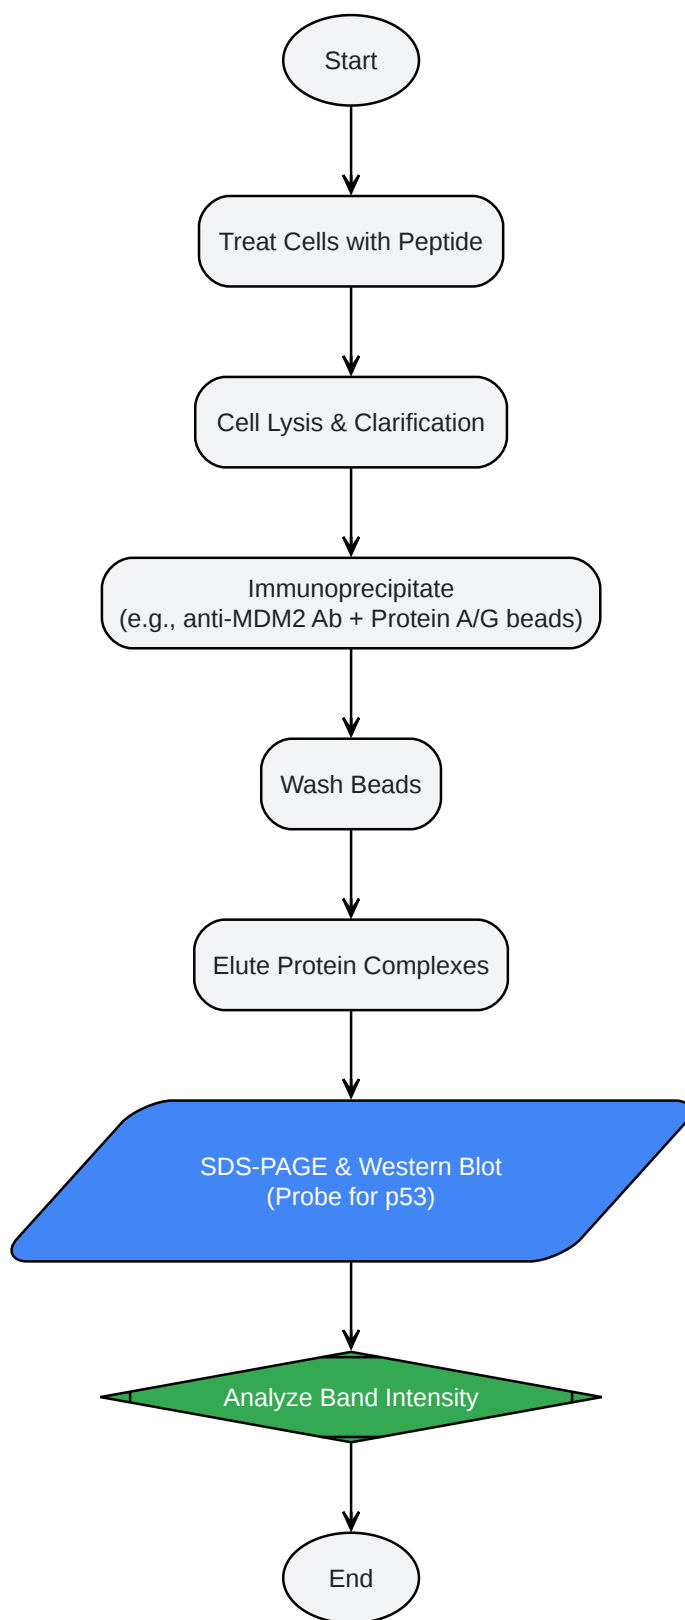 Start
Treat Cells with Peptide
Cell Lysis & Clarification
Immunoprecipitate
(e.g., anti-MDM2 Ab + Protein A/G beads)
Wash Beads
Elute Protein Complexes
SDS-PAGE & Western Blot
(Probe for p53)
Analyze Band Intensity
End